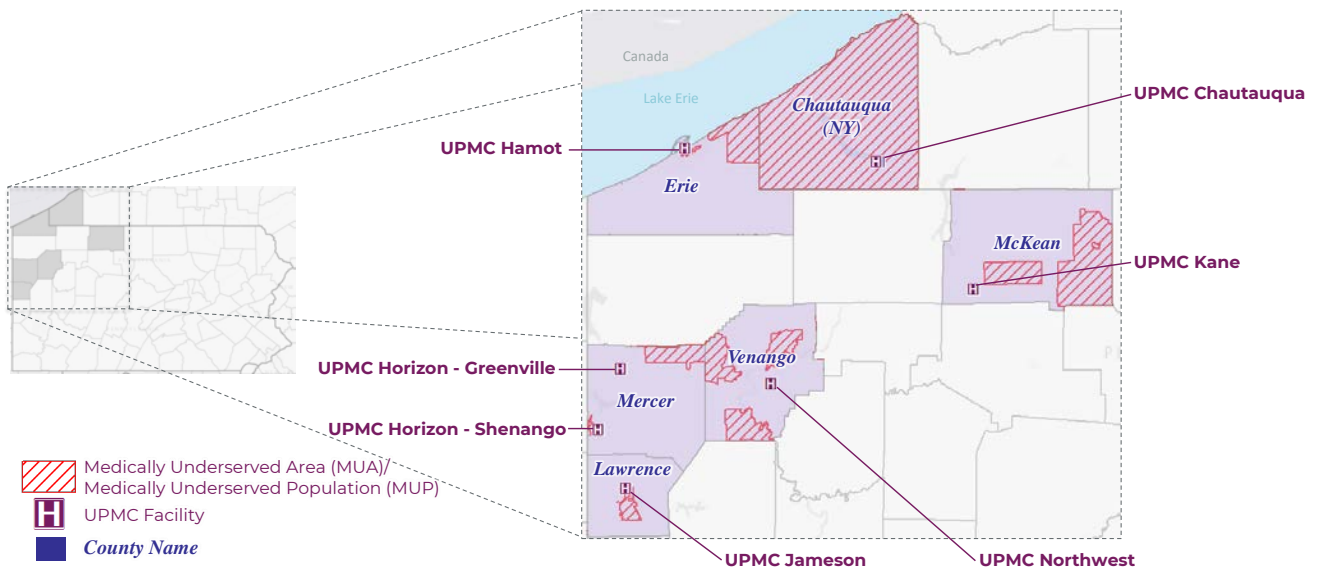 Canada
Lake Erie
Chautauqua
(NY)
UPMC Chautauqua
UPMC Hamot
Erie
McKean
UPMC Kane
Venango
UPMC Horizon - Greenville
Mercer
UPMC Horizon - Shenango
Lawrence
Medically Underserved Area (MUA)/
Medically Underserved Population (MUP)
H UPMC Facility
County Name
UPMC Jameson
UPMC Northwest